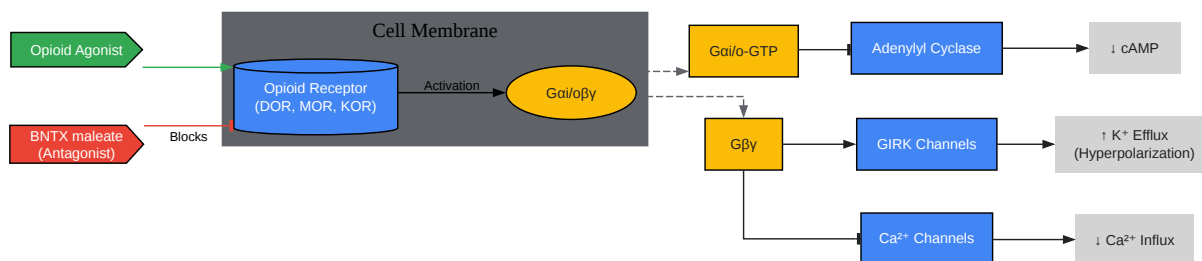 Cell Membrane
Opioid Agonist
Opioid Receptor
(DOR, MOR, KOR)
Activation
Gαi/oβγ
BNTX maleate
(Antagonist)
Blocks
Gαi/o-GTP
Adenylyl Cyclase
↓ cAMP
Gβγ
GIRK Channels
↑ K⁺ Efflux
(Hyperpolarization)
Ca²⁺ Channels
↓ Ca²⁺ Influx